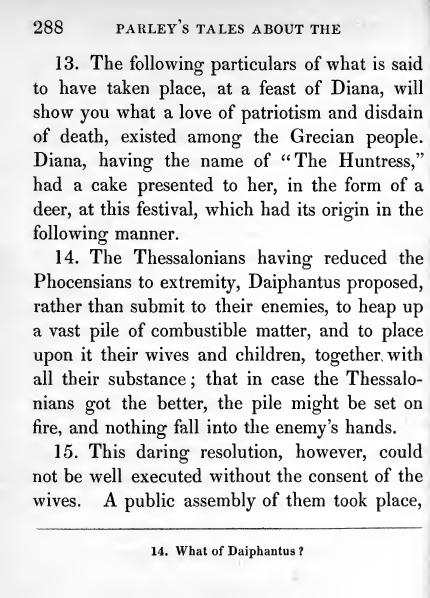 288 PARLEY'S TALES ABOUT THE
13. The following particulars of what is said
to have taken place, at a feast of Diana, will
show you what a love of patriotism and disdain
of death, existed among the Grecian people.
Diana, having the name of "The Huntress,"
had a cake presented to her, in the form of a
deer, at this festival, which had its origin in the
following manner.
14. The Thessalonians having reduced the
Phocensians to extremity, Daiphantus proposed,
rather than submit to their enemies, to heap up
a vast pile of combustible matter, and to place
upon it their wives and children, together. with
all their substance; that in case the Thessalo-
nians got the better, the pile might be set on
fire, and nothing fall into the enemy's hands.
15. This daring resolution, however, could
not be well executed without the consent of the
wives. A public assembly of them took place,
14. What of Daiphantus?